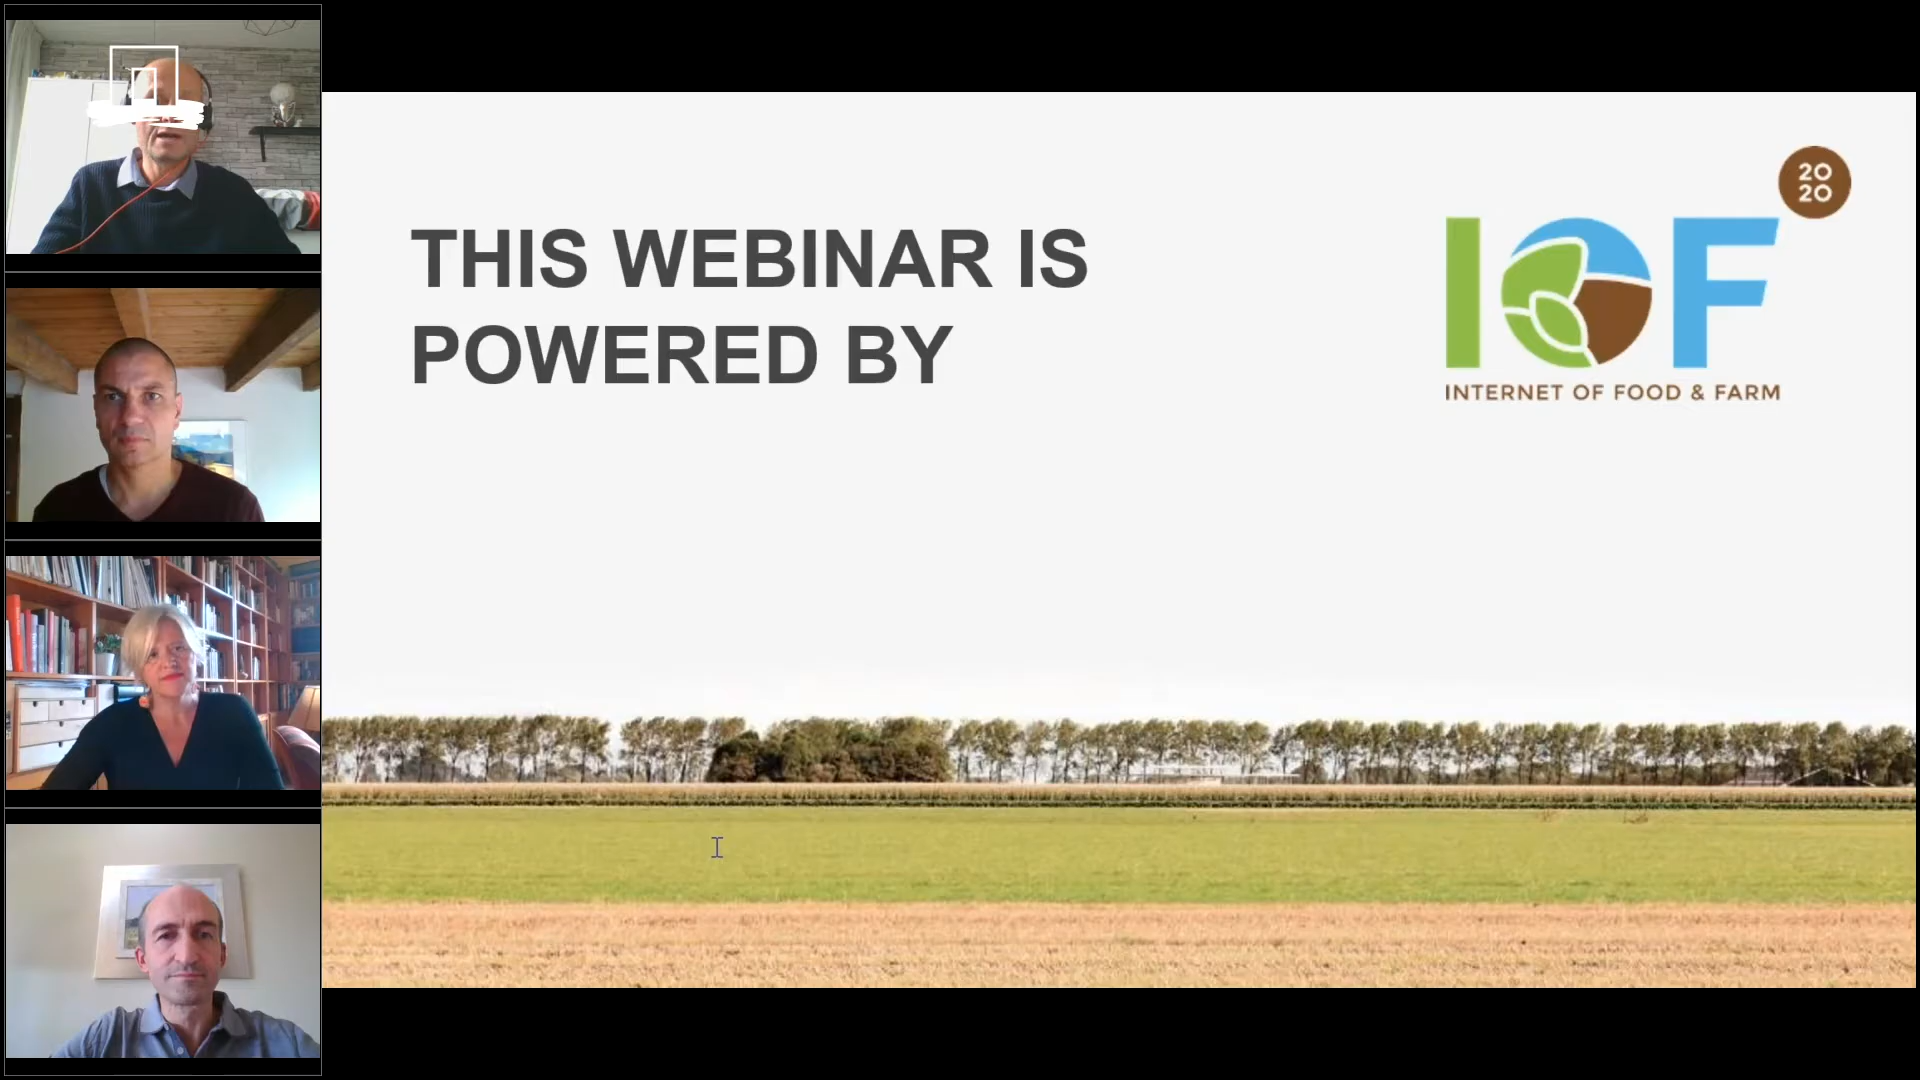 THIS WEBINAR IS
POWERED BY
20
20
IOF
INTERNET OF FOOD & FARM